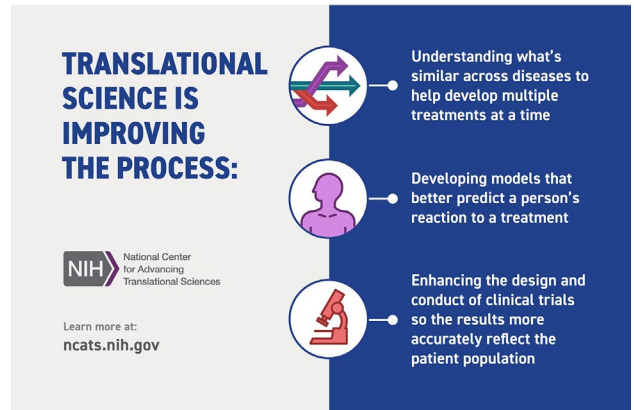 TRANSLATIONAL
SCIENCE IS
IMPROVING
THE PROCESS:
NIH
National Center
for Advancing
Translational Sciences
Learn more at:
ncats.nih.gov
Understanding what's
similar across diseases to
help develop multiple
treatments at a time
Developing models that
better predict a person's
reaction to a treatment
Enhancing the design and
conduct of clinical trials
so the results more
accurately reflect the
patient population